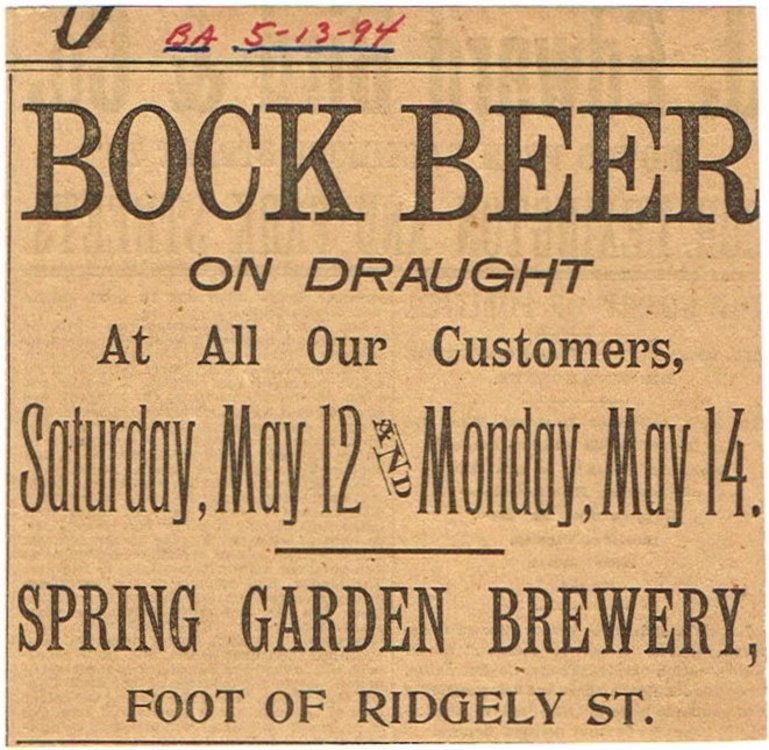 BA 5-13-94
BOCK BEER
ON DRAUGHT
At All Our Customers,
Saturday, May 12 AND Monday, May 14.
SPRING GARDEN BREWERY,
FOOT OF RIDGELY ST.